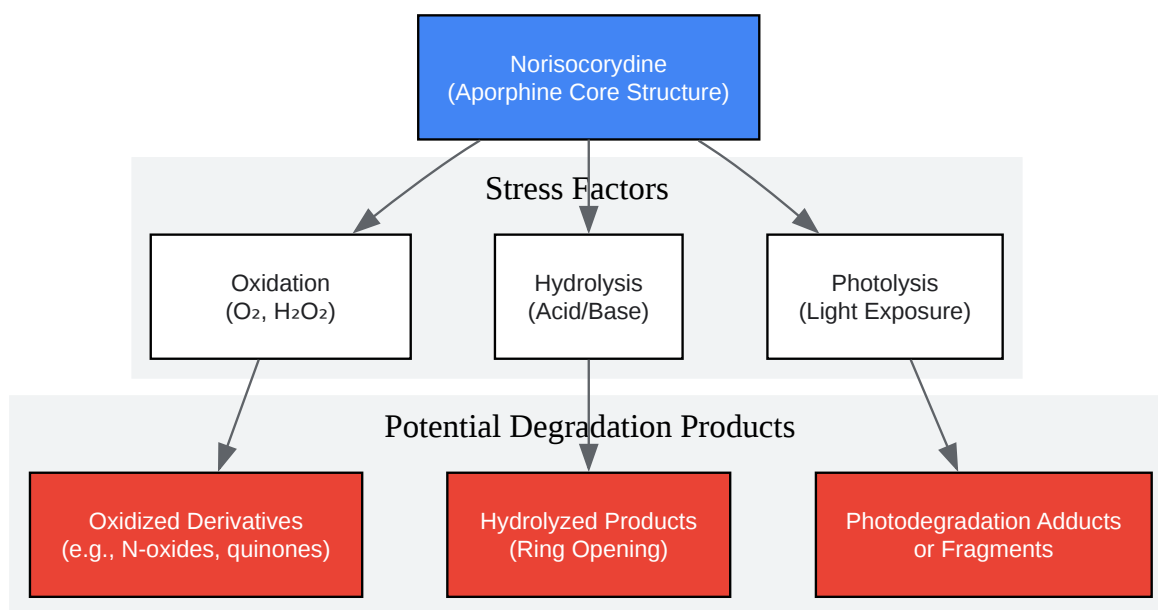 Norisocorydine
(Aporphine Core Structure)
Stress Factors
Oxidation
(O₂, H₂O₂)
Hydrolysis
(Acid/Base)
Photolysis
(Light Exposure)
Potential Degradation Products
Oxidized Derivatives
(e.g., N-oxides, quinones)
Hydrolyzed Products
(Ring Opening)
Photodegradation Adducts
or Fragments